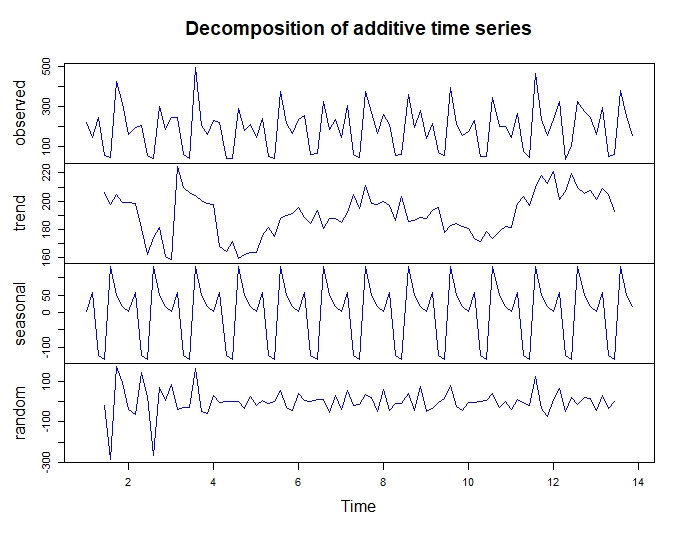 Decomposition of additive time series
observed
100 300 500
trend
160 180 200 220
seasonal
-100 0 50
random
-300 -100 100
2 4 6 8 10 12 14
Time